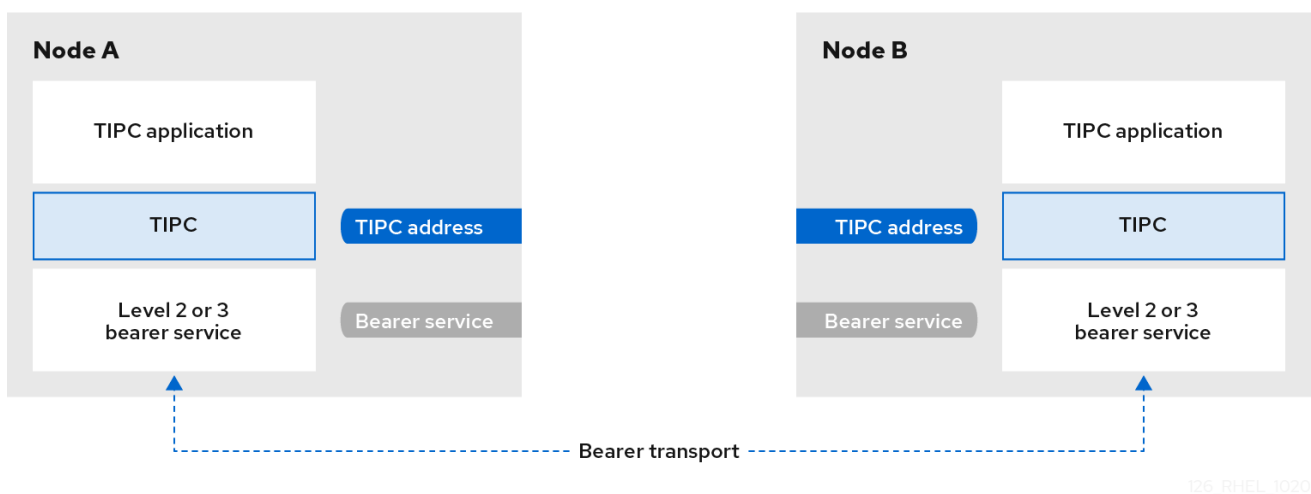 Node A
TIPC application
TIPC
TIPC address
Level 2 or 3
bearer service
Bearer service
Node B
TIPC application
TIPC address
TIPC
Bearer service
Level 2 or 3
bearer service
Bearer transport
126_RHEL_1020